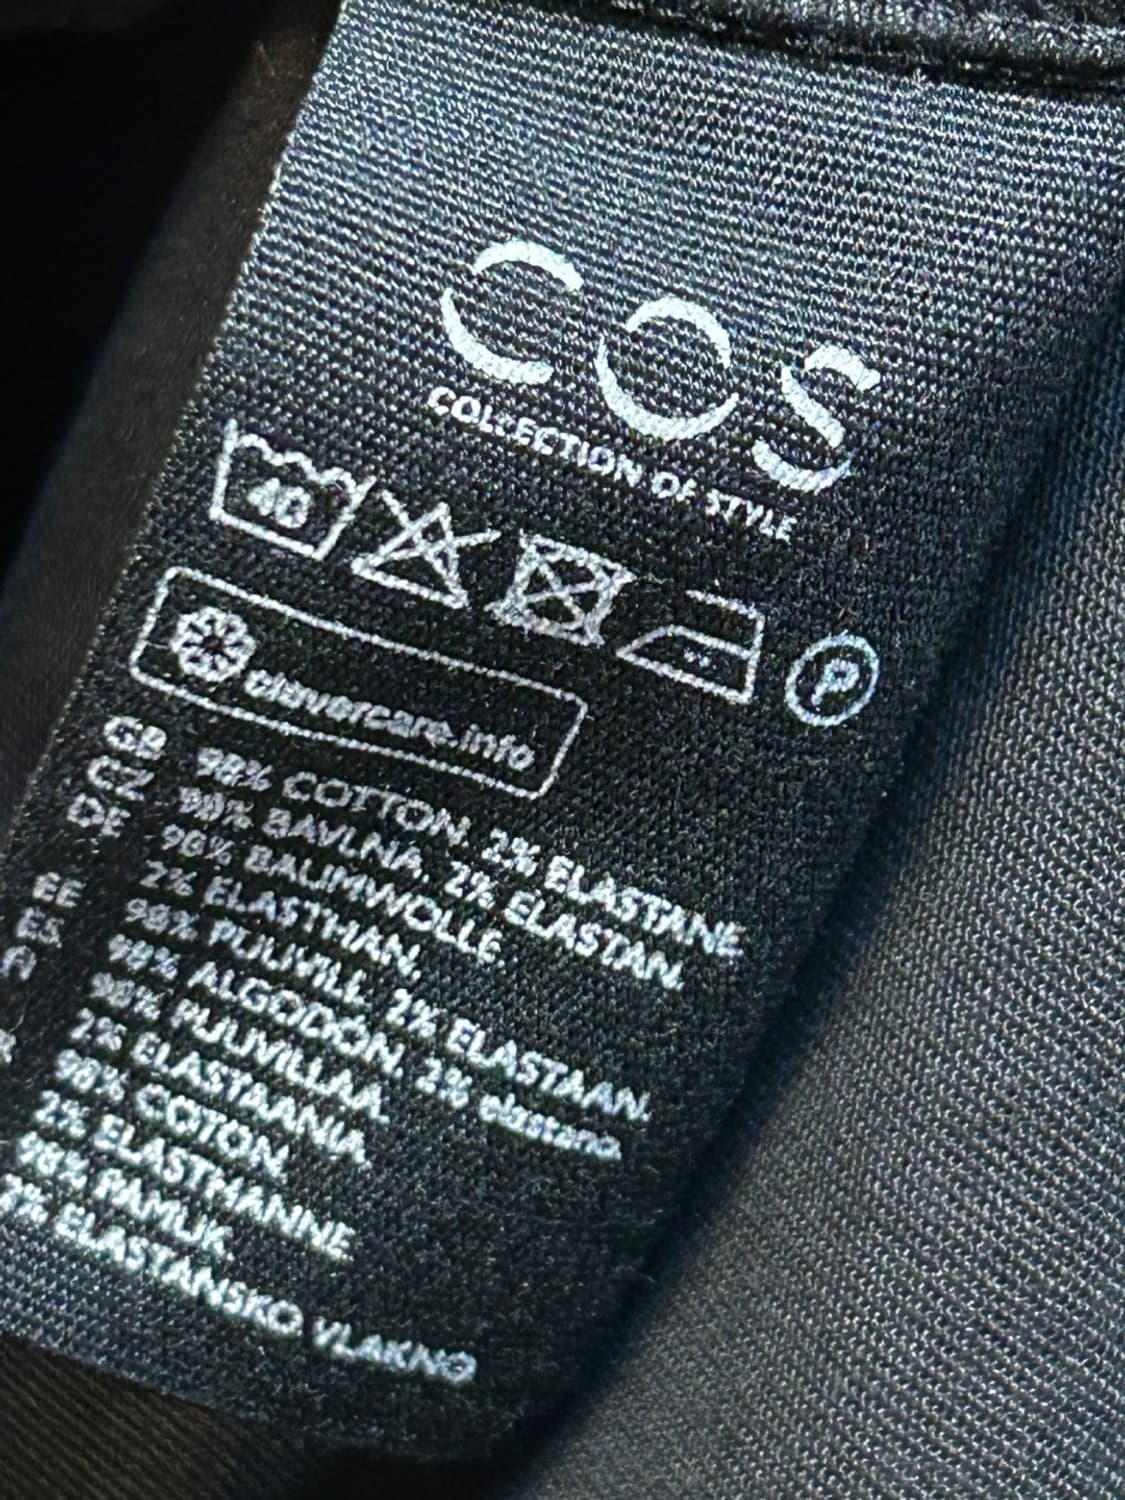 COS
COLLECTION OF STYLE
40
P
clevercare.info
GB 98% COTTON, 2% ELASTANE
CZ 98% BAVLNA, 2% ELASTAN
DE 98% BAUMWOLLE
2% ELASTHAN,
EE 98% PUUVILL, 2% ELASTAAN
ES 98% ALGODÓN, 2% elastano
98% PUUVILLAA
2% ELASTAANIA
98% COTON,
2% ELASTHANNE
98% PAMUK
2% ELASTANSKO VLAKNO